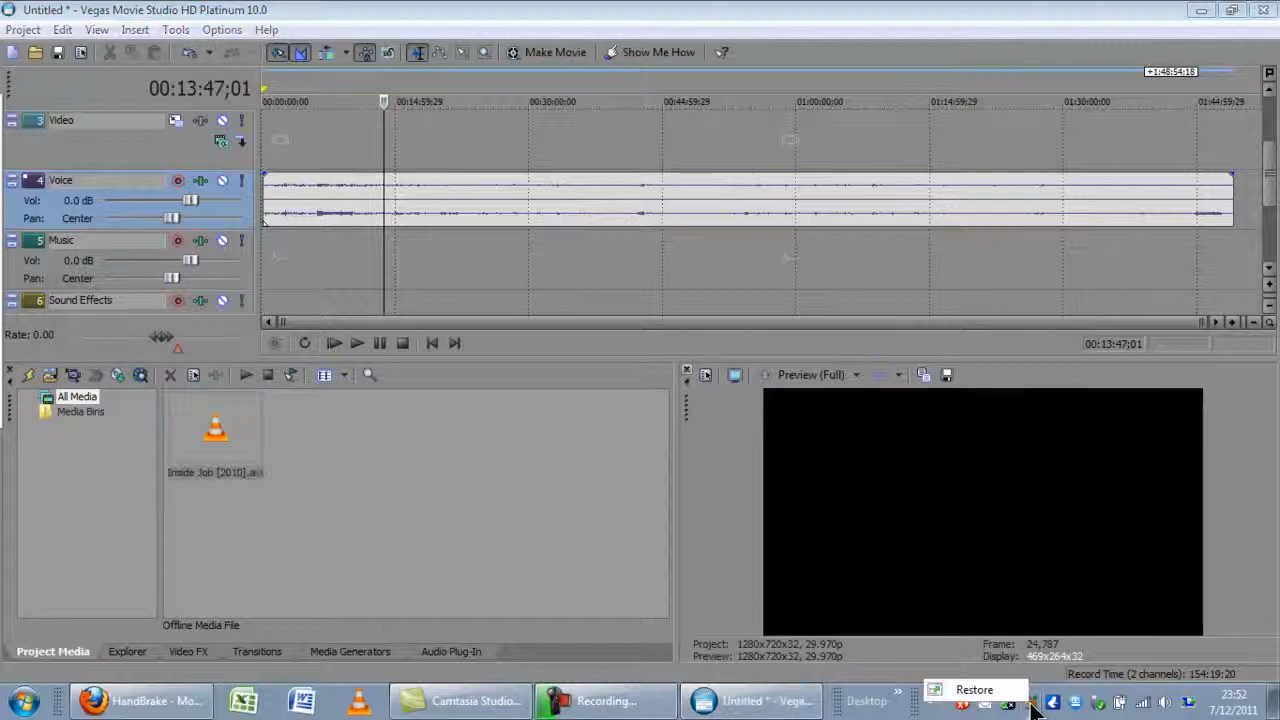 Untitled * - Vegas Movie Studio HD Platinum 10.0
Project Edit View Insert Tools Options Help
Make Movie Show Me How
+1:48:54:18
00:13:47;01
00:00:00:00 00:14:59:29 00:30:00:00 00:44:59:29 01:00:00:00 01:14:59:29 01:30:00:00 01:44:59:29
3 Video
4 Voice
Vol: 0.0 dB
Pan: Center
5 Music
Vol: 0.0 dB
Pan: Center
6 Sound Effects
Rate: 0.00
00:13:47;01
All Media
Media Bins
Inside Job [2010].avi
Offline Media File
Preview (Full)
Project: 1280x720x32, 29.970p Frame: 24,787
Preview: 1280x720x32, 29.970p Display: 469x264x32
Project Media Explorer Video FX Transitions Media Generators Audio Plug-In
Record Time (2 channels): 154:19:20
Restore
HandBrake - Mo... Camtasia Studio... Recording... Untitled * - Vega... Desktop »
23:52
7/12/2011